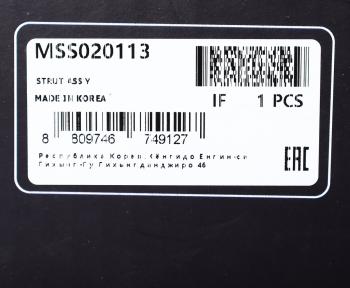 MSS020113
STRUT ASS'Y
MADE IN KOREA
IF 1 PCS
8 809746 749127
Республика Корея, Кёнгидо Енгин-си
Гихынг-Гу Гихынгданджиро 46
EAC